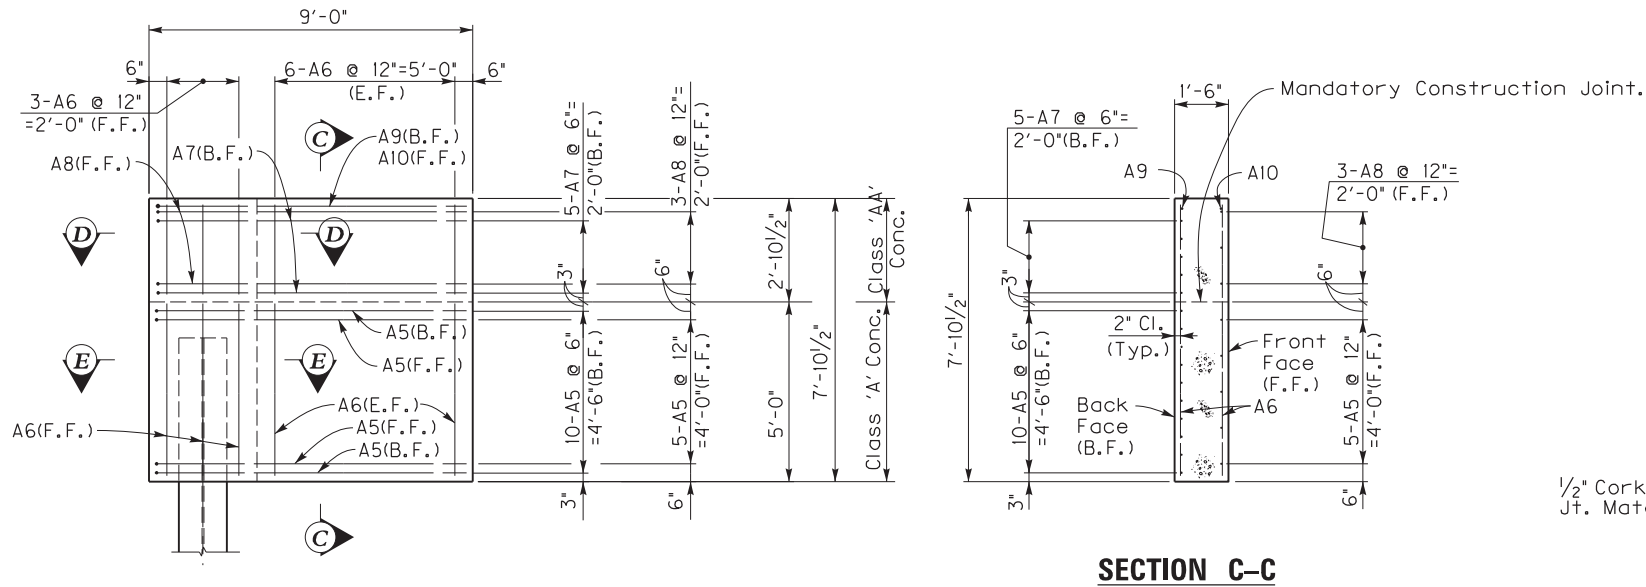 9′-0"
6"
6-A6 @ 12"=5′-0"
(E.F.)
6"
3-A6 @ 12"
=2′-0" (F.F.)
C
A9(B.F.)
A10(F.F.)
A8(F.F.)
A7(B.F.)
5-A7 @ 6"=
2′-0"(B.F.)
3-A8 @ 12"=
2′-0"(F.F.)
D
D
3"
6"
2′-10½"
Class 'AA'
Conc.
A5(B.F.)
A5(F.F.)
E
E
A6(F.F.)
A6(E.F.)
A5(F.F.)
A5(B.F.)
10-A5 @ 6"
=4′-6"(B.F.)
5-A5 @ 12"
=4′-0"(F.F.)
5′-0"
7′-10½"
Class 'A' Conc.
3"
6"
C
1′-6"
Mandatory Construction Joint.
5-A7 @ 6"=
2′-0"(B.F.)
A9
A10
3-A8 @ 12"=
2′-0" (F.F.)
7′-10½"
3"
6"
2" Cl.
(Typ.)
Front
Face
(F.F.)
10-A5 @ 6"
=4′-6"(B.F.)
Back
Face
(B.F.)
A6
5-A5 @ 12"
=4′-0"(F.F.)
3"
6"
½" Cork
Jt. Mat
SECTION C–C